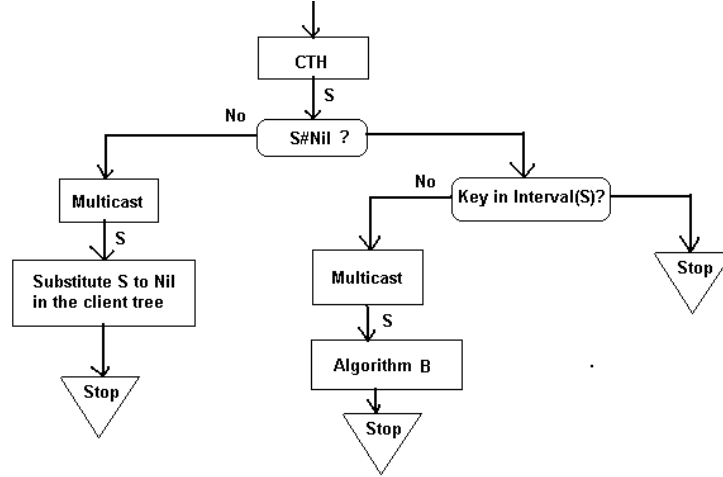 CTH
S
No
S#Nil ?
Multicast
S
Substitute S to Nil
in the client tree
Stop
No
Key in Interval(S)?
Multicast
S
Algorithm B
Stop
Stop